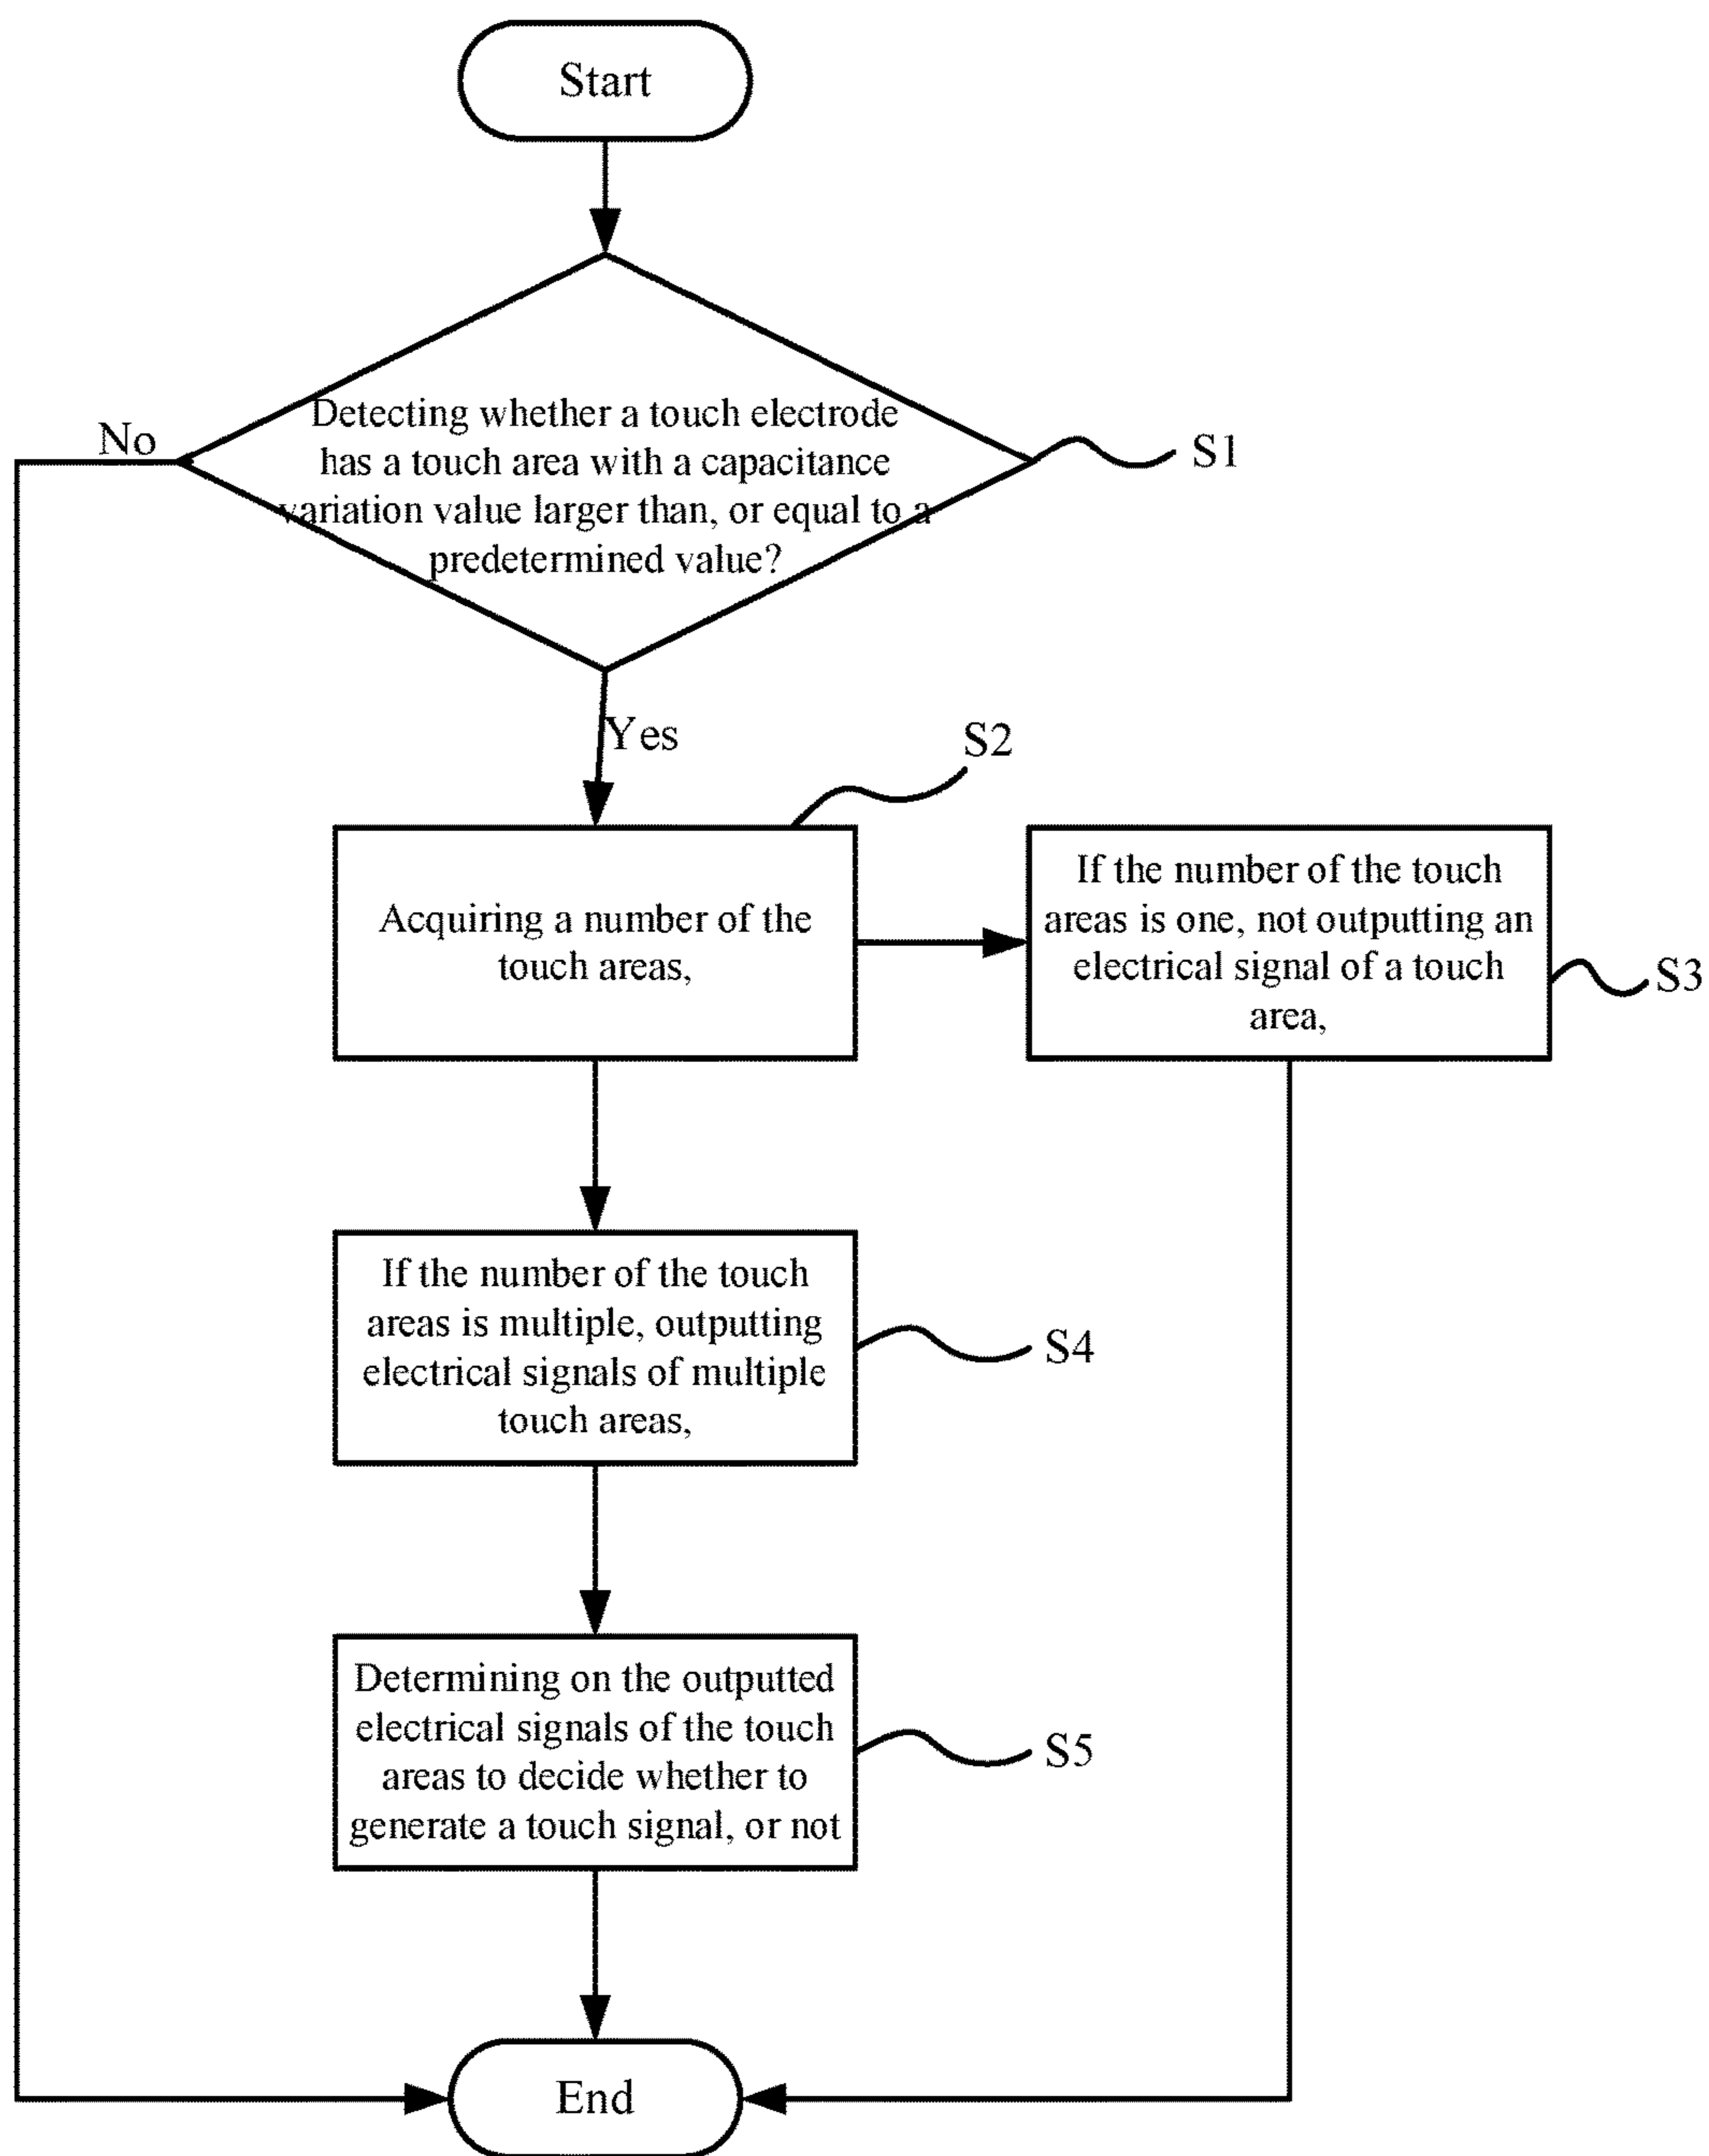 Start
Detecting whether a touch electrode
has a touch area with a capacitance
variation value larger than, or equal to a
predetermined value?
No
S1
Yes
S2
Acquiring a number of the
touch areas,
If the number of the touch
areas is one, not outputting an
electrical signal of a touch
area,
S3
If the number of the touch
areas is multiple, outputting
electrical signals of multiple
touch areas,
S4
Determining on the outputted
electrical signals of the touch
areas to decide whether to
generate a touch signal, or not
S5
End